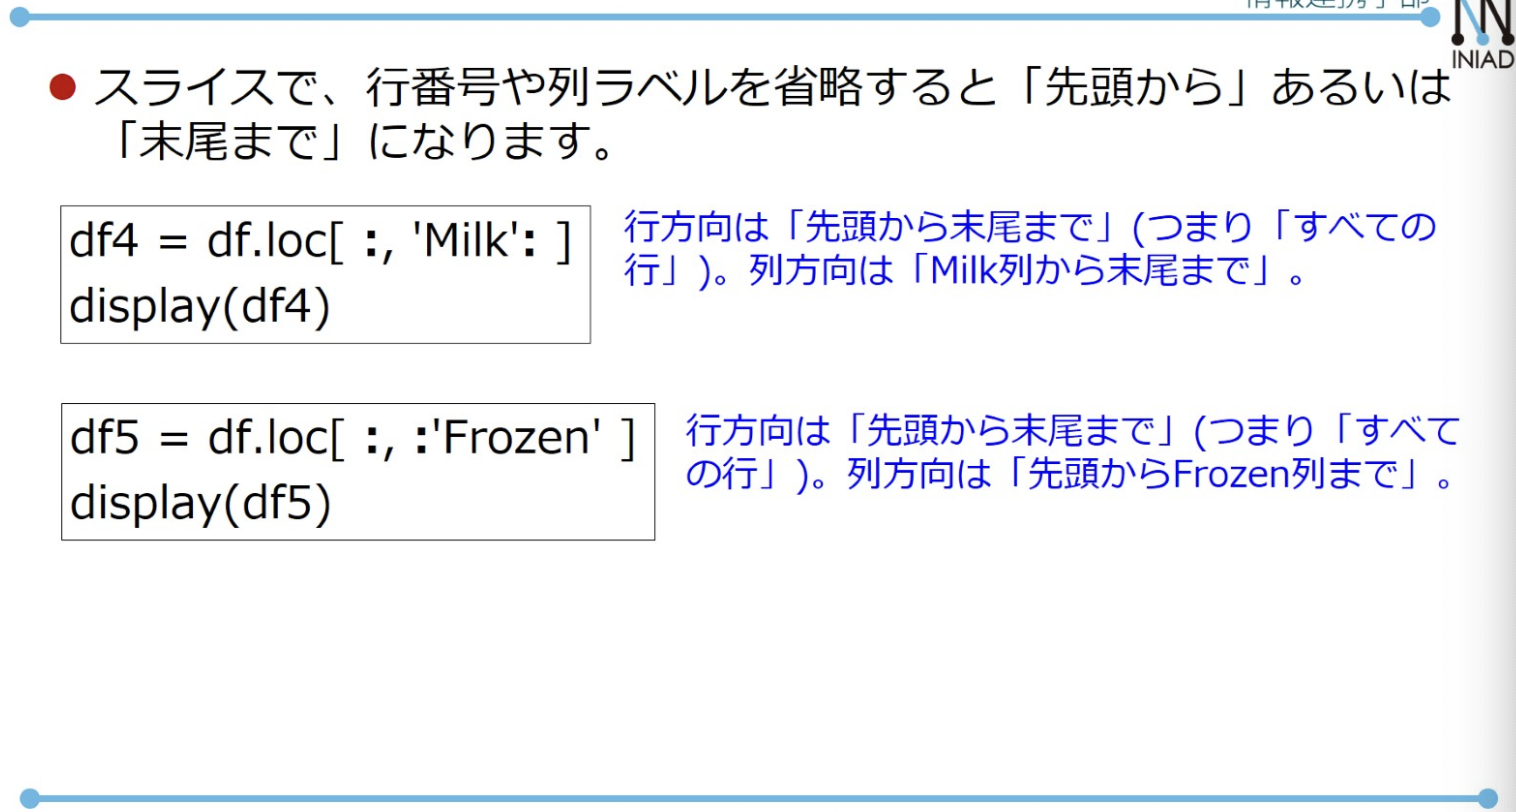 INIAD
スライスで、行番号や列ラベルを省略すると「先頭から」あるいは
「末尾まで」になります。
df4 = df.loc[ :, 'Milk': ]
display(df4)
行方向は「先頭から末尾まで」(つまり「すべての
行」)。列方向は「Milk列から末尾まで」。
df5 = df.loc[ :, :'Frozen' ]
display(df5)
行方向は「先頭から末尾まで」(つまり「すべて
の行」)。列方向は「先頭からFrozen列まで」。